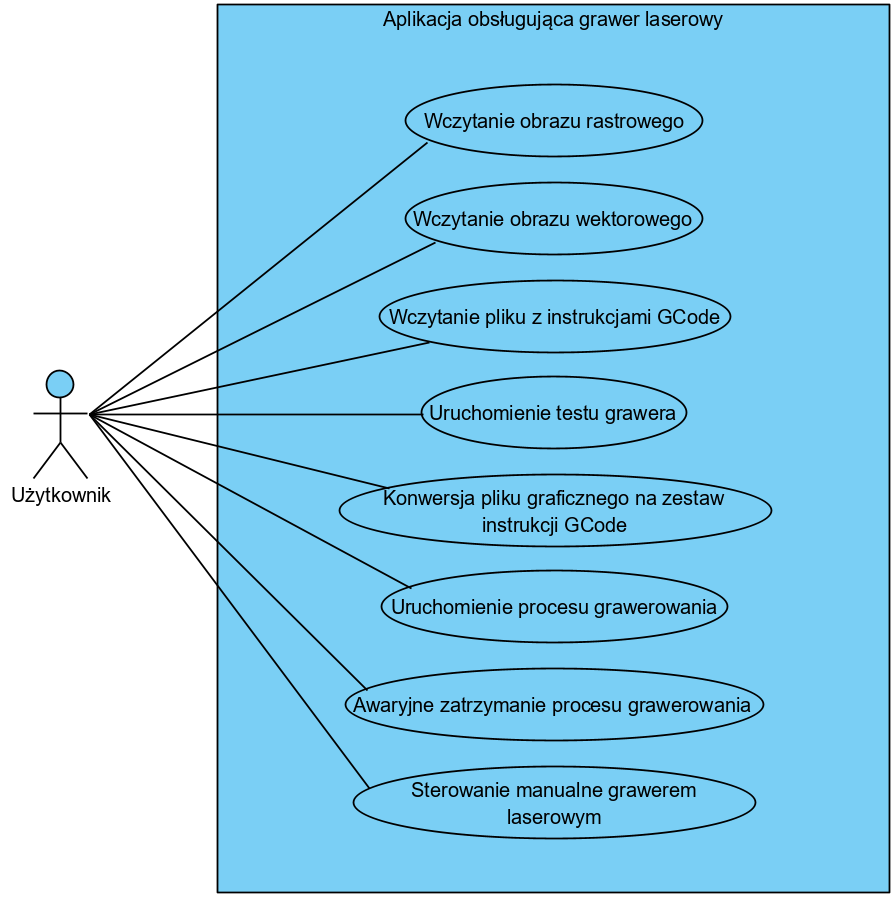 Aplikacja obsługująca grawer laserowy
Wczytanie obrazu rastrowego
Wczytanie obrazu wektorowego
Wczytanie pliku z instrukcjami GCode
Uruchomienie testu grawera
Użytkownik
Konwersja pliku graficznego na zestaw
instrukcji GCode
Uruchomienie procesu grawerowania
Awaryjne zatrzymanie procesu grawerowania
Sterowanie manualne grawerem
laserowym